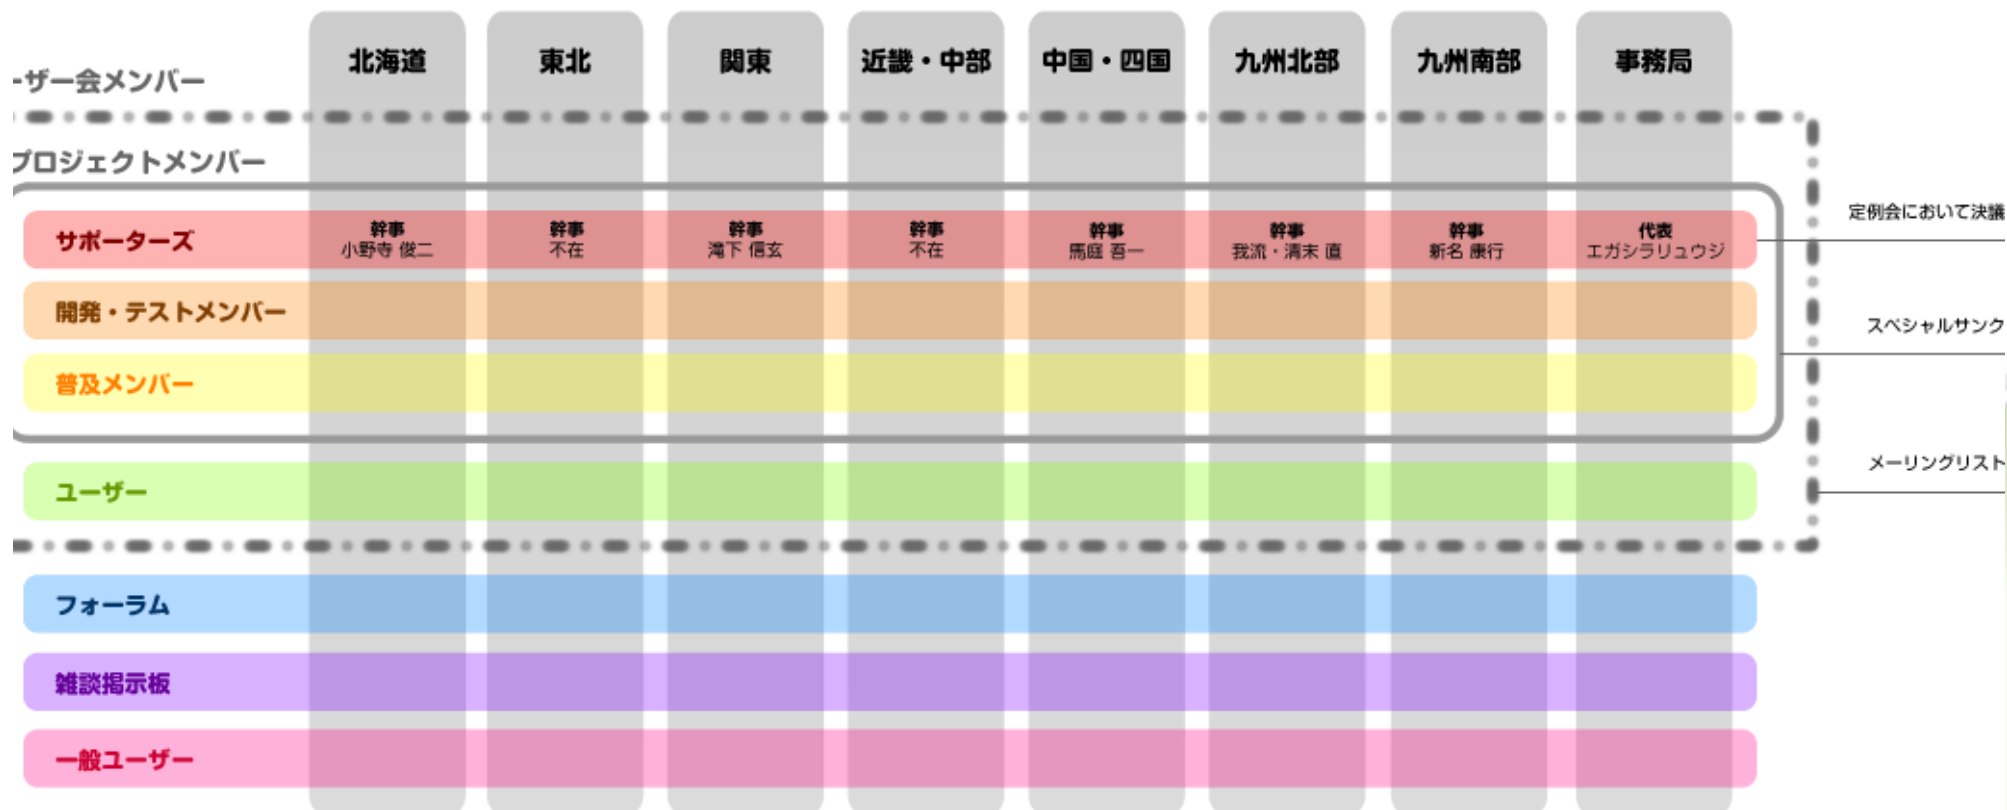 北海道
東北
関東
近畿・中部
中国・四国
九州北部
九州南部
事務局
ーザー会メンバー
プロジェクトメンバー
サポーターズ
幹事
小野寺 俊二
幹事
不在
幹事
滝下 信玄
幹事
不在
幹事
馬庭 吾一
幹事
我流・清末 直
幹事
新名 康行
代表
エガシラリュウジ
定例会において決議
開発・テストメンバー
スペシャルサンク
普及メンバー
メーリングリスト
ユーザー
フォーラム
雑談掲示板
一般ユーザー